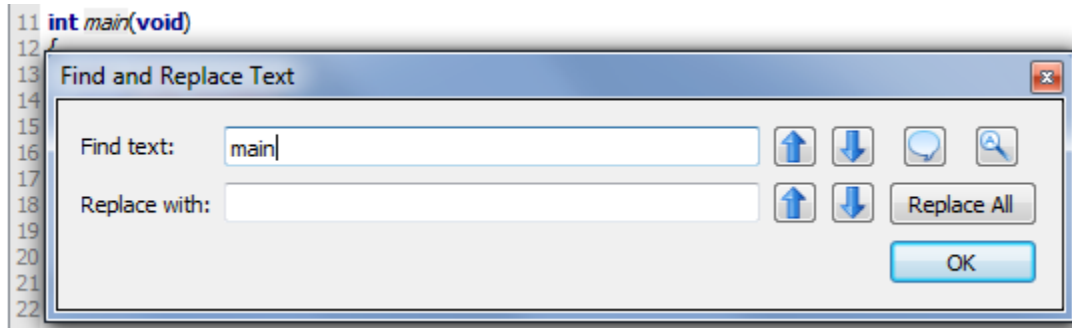 11 int main(void)
12 {
13
14
15
16
17
18
19
20
21
22
Find and Replace Text
Find text: main
Replace with:
Replace All
OK